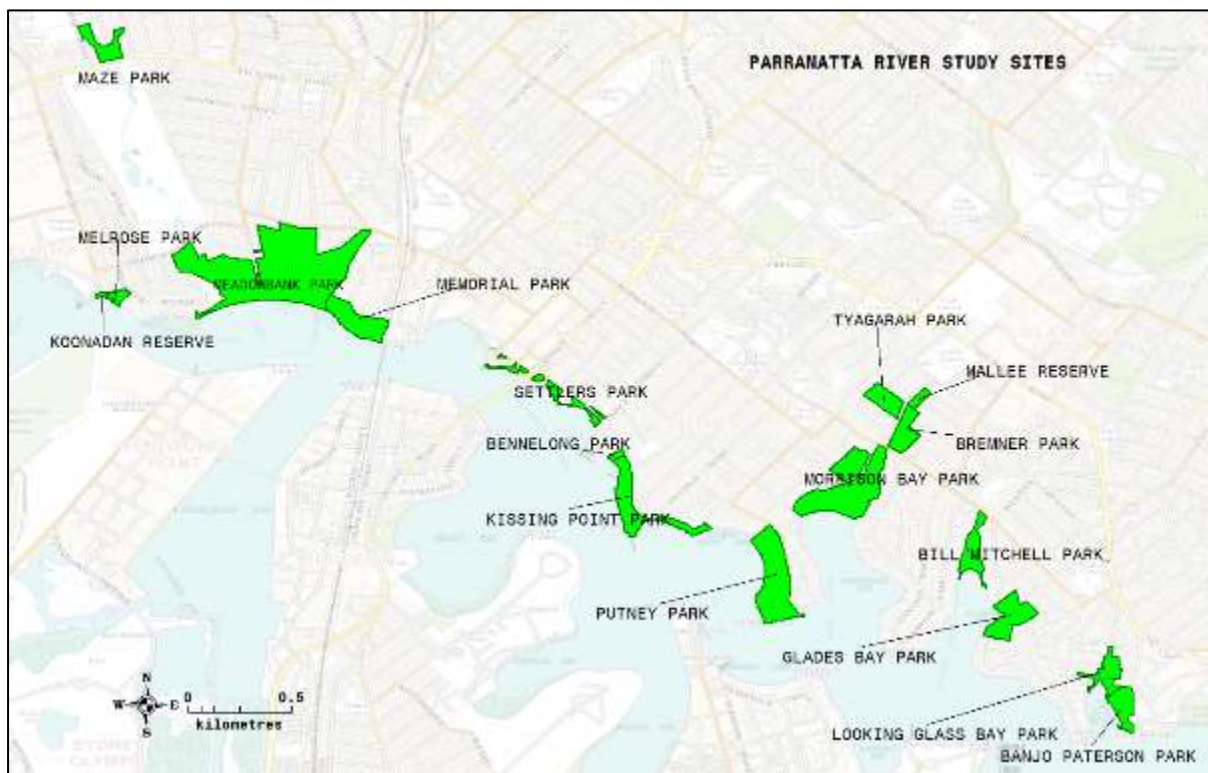 PARRANATTA RIVER STUDY SITES
MAZE PARK
MELROSE PARK
MEADOWBANK PARK
MEMORIAL PARK
KOONADAN RESERVE
TYAGARAH PARK
MALLEE RESERVE
SETTLERS PARK
BREMNER PARK
BENNELONG PARK
MORRISON BAY PARK
KISSING POINT PARK
BILL MITCHELL PARK
PUTNEY PARK
GLADES BAY PARK
N
W E
S
0 0.5
kilometres
LOOKING GLASS BAY PARK
BANJO PATERSON PARK